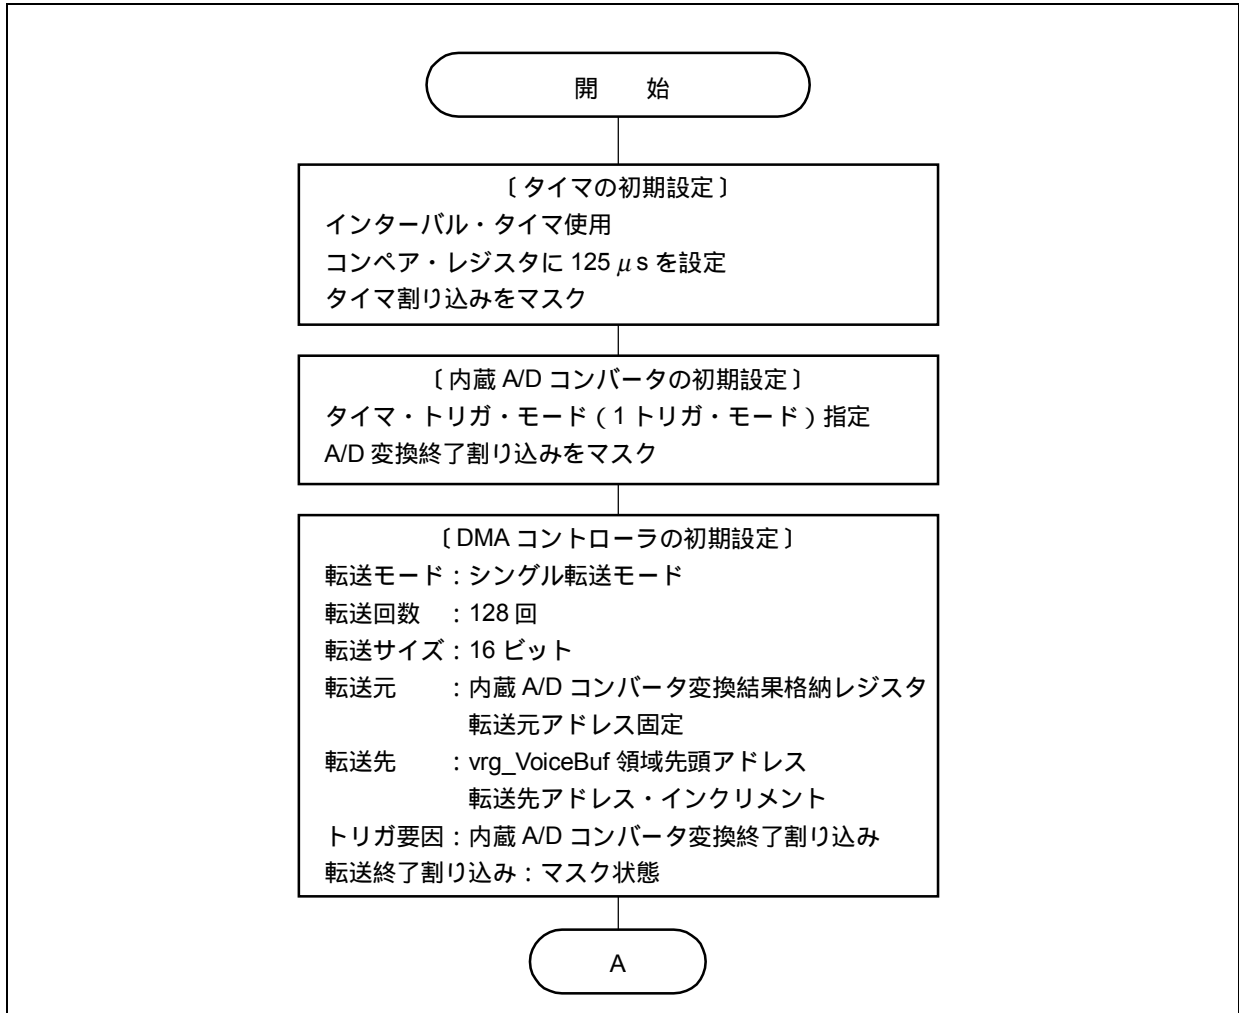 開　始
〔タイマの初期設定〕
インターバル・タイマ使用
コンペア・レジスタに 125 μs を設定
タイマ割り込みをマスク
〔内蔵 A/D コンバータの初期設定〕
タイマ・トリガ・モード（1 トリガ・モード）指定
A/D 変換終了割り込みをマスク
〔DMA コントローラの初期設定〕
転送モード：シングル転送モード
転送回数　：128 回
転送サイズ：16 ビット
転送元　　：内蔵 A/D コンバータ変換結果格納レジスタ
転送元アドレス固定
転送先　　：vrg_VoiceBuf 領域先頭アドレス
転送先アドレス・インクリメント
トリガ要因：内蔵 A/D コンバータ変換終了割り込み
転送終了割り込み：マスク状態
A